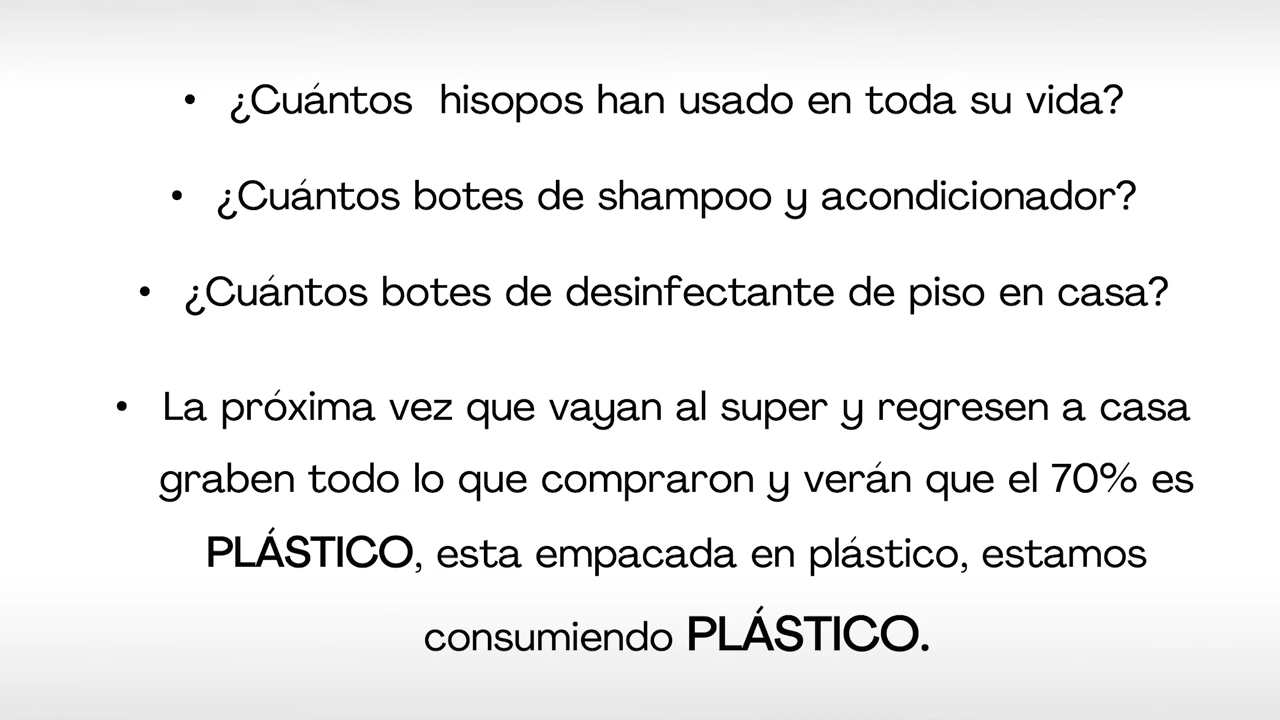 • ¿Cuántos  hisopos han usado en toda su vida?
• ¿Cuántos botes de shampoo y acondicionador?
• ¿Cuántos botes de desinfectante de piso en casa?
• La próxima vez que vayan al super y regresen a casa
graben todo lo que compraron y verán que el 70% es
PLÁSTICO, esta empacada en plástico, estamos
consumiendo PLÁSTICO.